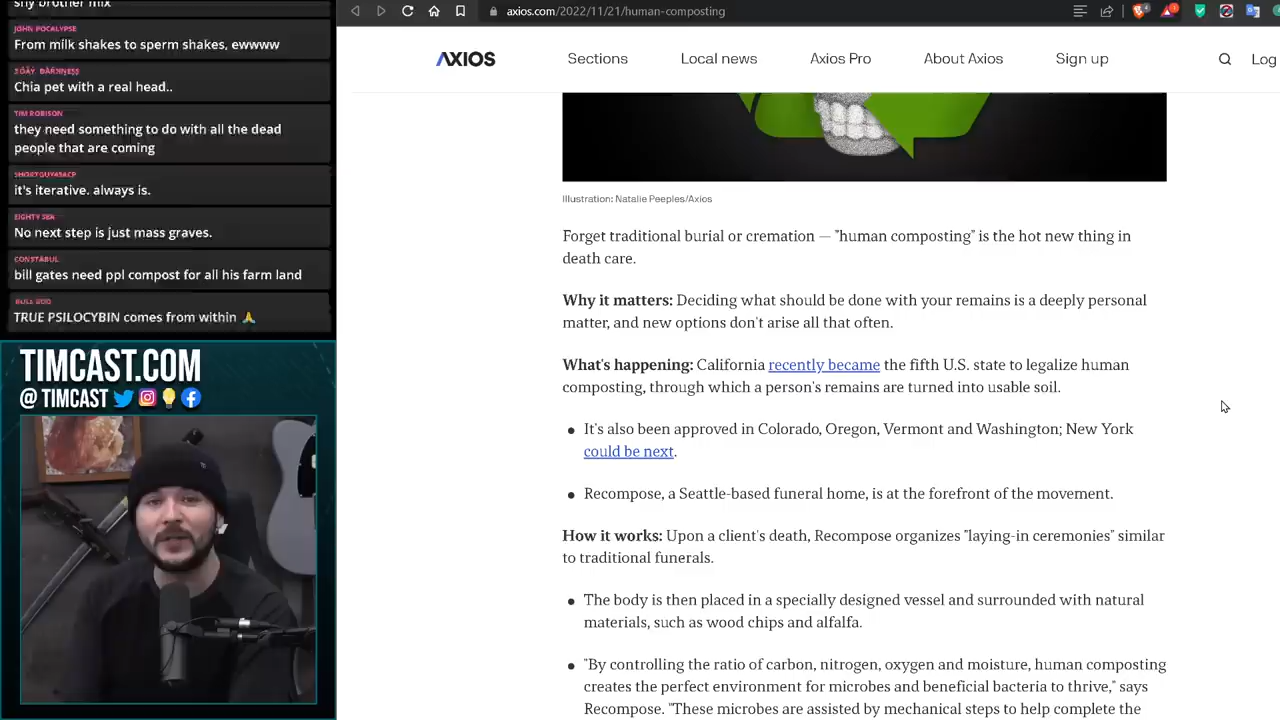 shy brother mix
JOHN POCALYPSE
From milk shakes to sperm shakes, ewwww
Chia pet with a real head..
TIM ROBISON
they need something to do with all the dead
people that are coming
it's iterative. always is.
EIGHTY SEA
No next step is just mass graves.
CONSTABUL
bill gates need ppl compost for all his farm land
TRUE PSILOCYBIN comes from within 🙏
TIMCAST.COM
@ TIMCAST
axios.com/2022/11/21/human-composting
AXIOS
Sections
Local news
Axios Pro
About Axios
Sign up
Log
Illustration: Natalie Peeples/Axios
Forget traditional burial or cremation — "human composting" is the hot new thing in
death care.
Why it matters: Deciding what should be done with your remains is a deeply personal
matter, and new options don't arise all that often.
What's happening: California recently became the fifth U.S. state to legalize human
composting, through which a person's remains are turned into usable soil.
• It's also been approved in Colorado, Oregon, Vermont and Washington; New York
could be next.
• Recompose, a Seattle-based funeral home, is at the forefront of the movement.
How it works: Upon a client's death, Recompose organizes "laying-in ceremonies" similar
to traditional funerals.
• The body is then placed in a specially designed vessel and surrounded with natural
materials, such as wood chips and alfalfa.
• "By controlling the ratio of carbon, nitrogen, oxygen and moisture, human composting
creates the perfect environment for microbes and beneficial bacteria to thrive," says
Recompose. "These microbes are assisted by mechanical steps to help complete the